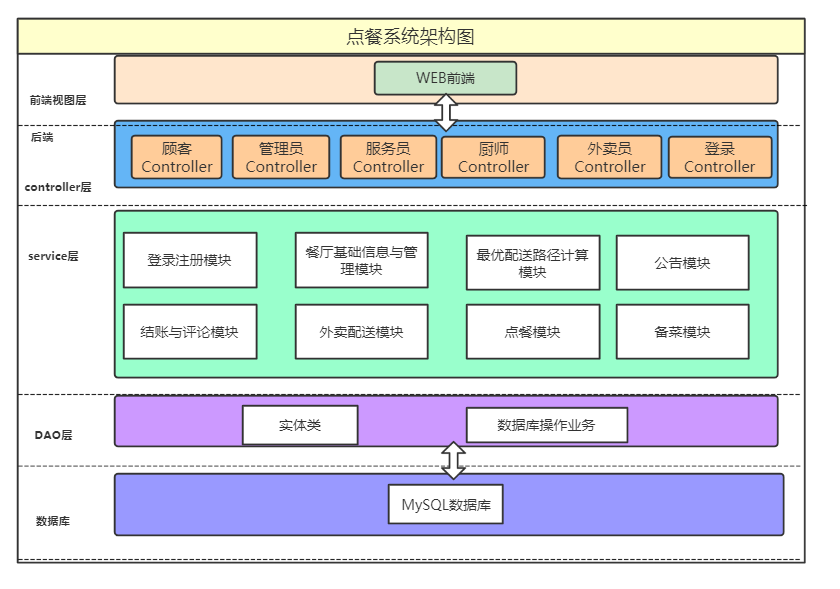 点餐系统架构图
WEB前端
前端视图层
后端
顾客
Controller
管理员
Controller
服务员
Controller
厨师
Controller
外卖员
Controller
登录
Controller
controller层
service层
登录注册模块
餐厅基础信息与管
理模块
最优配送路径计算
模块
公告模块
结账与评论模块
外卖配送模块
点餐模块
备菜模块
DAO层
实体类
数据库操作业务
数据库
MySQL数据库